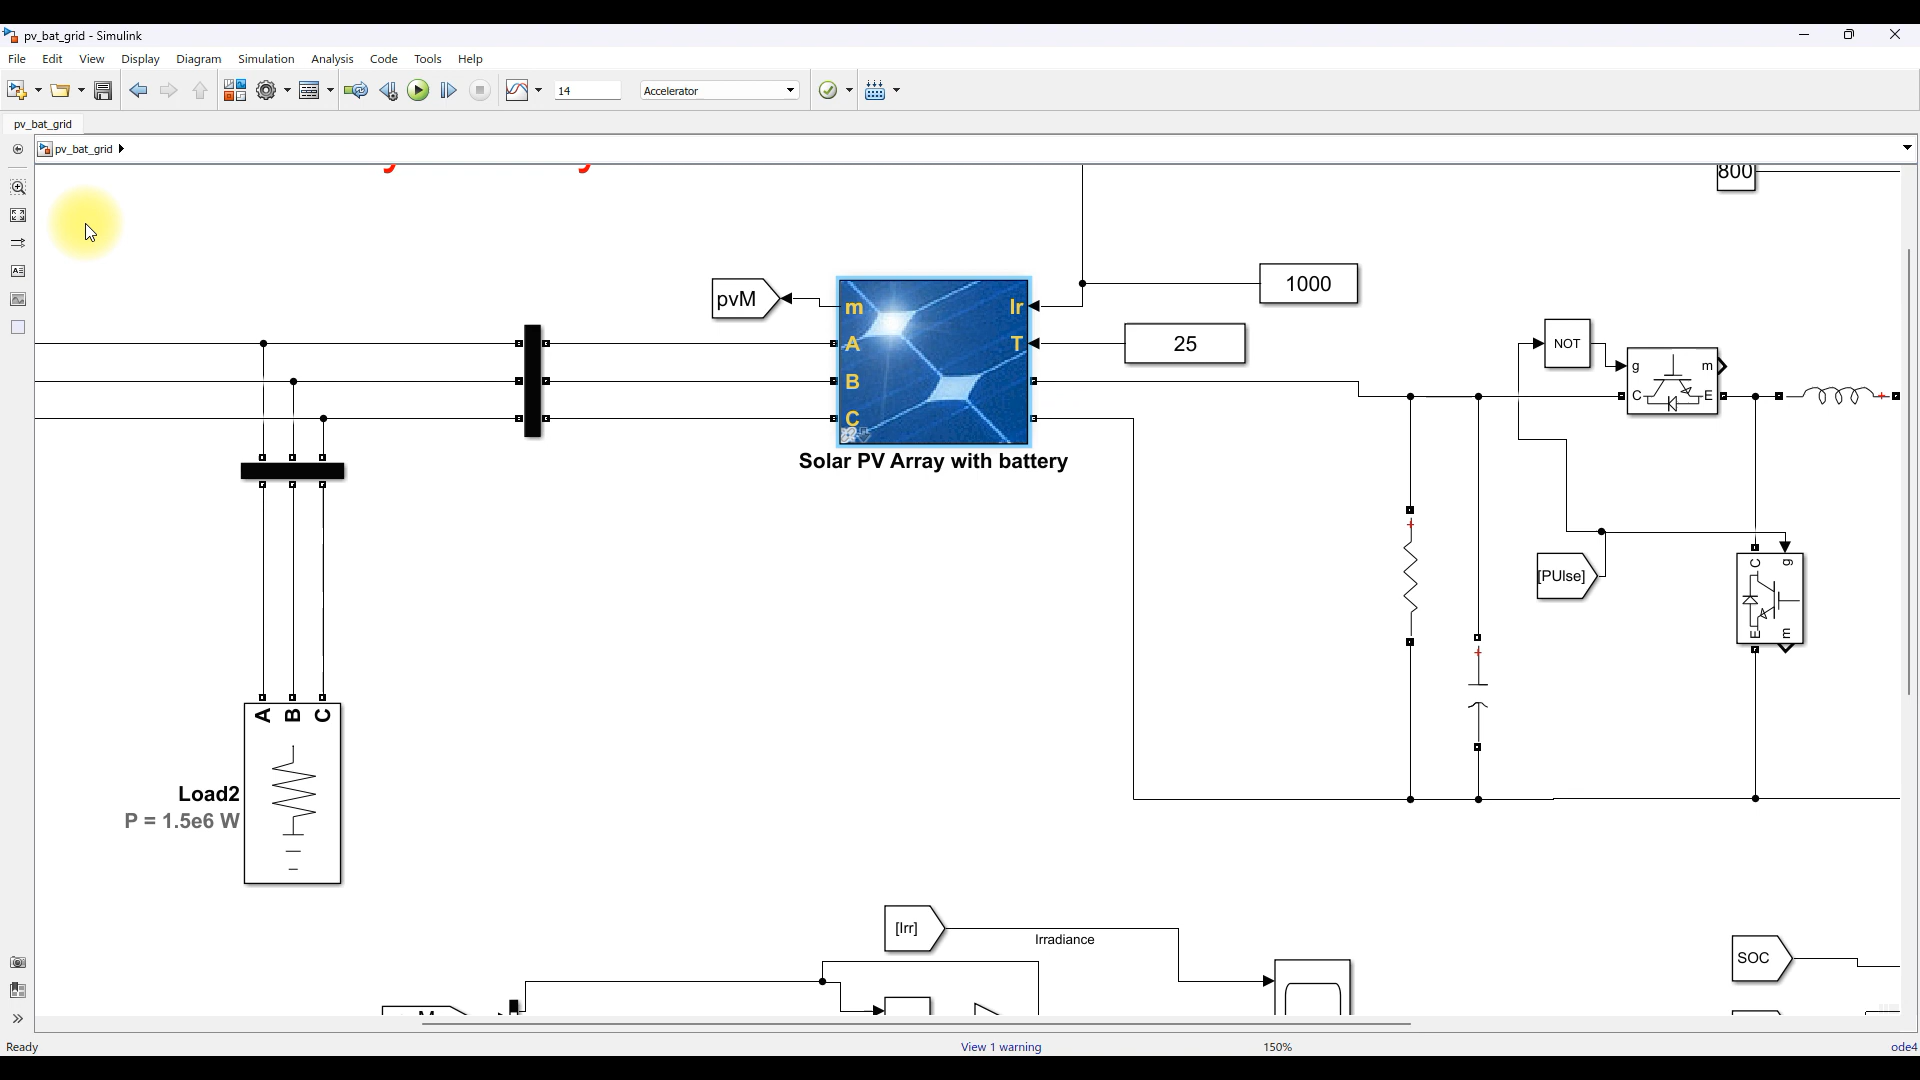 pv_bat_grid - Simulink
File Edit View Display Diagram Simulation Analysis Code Tools Help
14 Accelerator
pv_bat_grid
pv_bat_grid
800
1000
pvM
m Ir
A T
B
C
25
Solar PV Array with battery
NOT
g m
C E
[PUlse]
C g
E m
A B C
Load2
P = 1.5e6 W
[Irr]
Irradiance
SOC
Ready View 1 warning 150% ode4